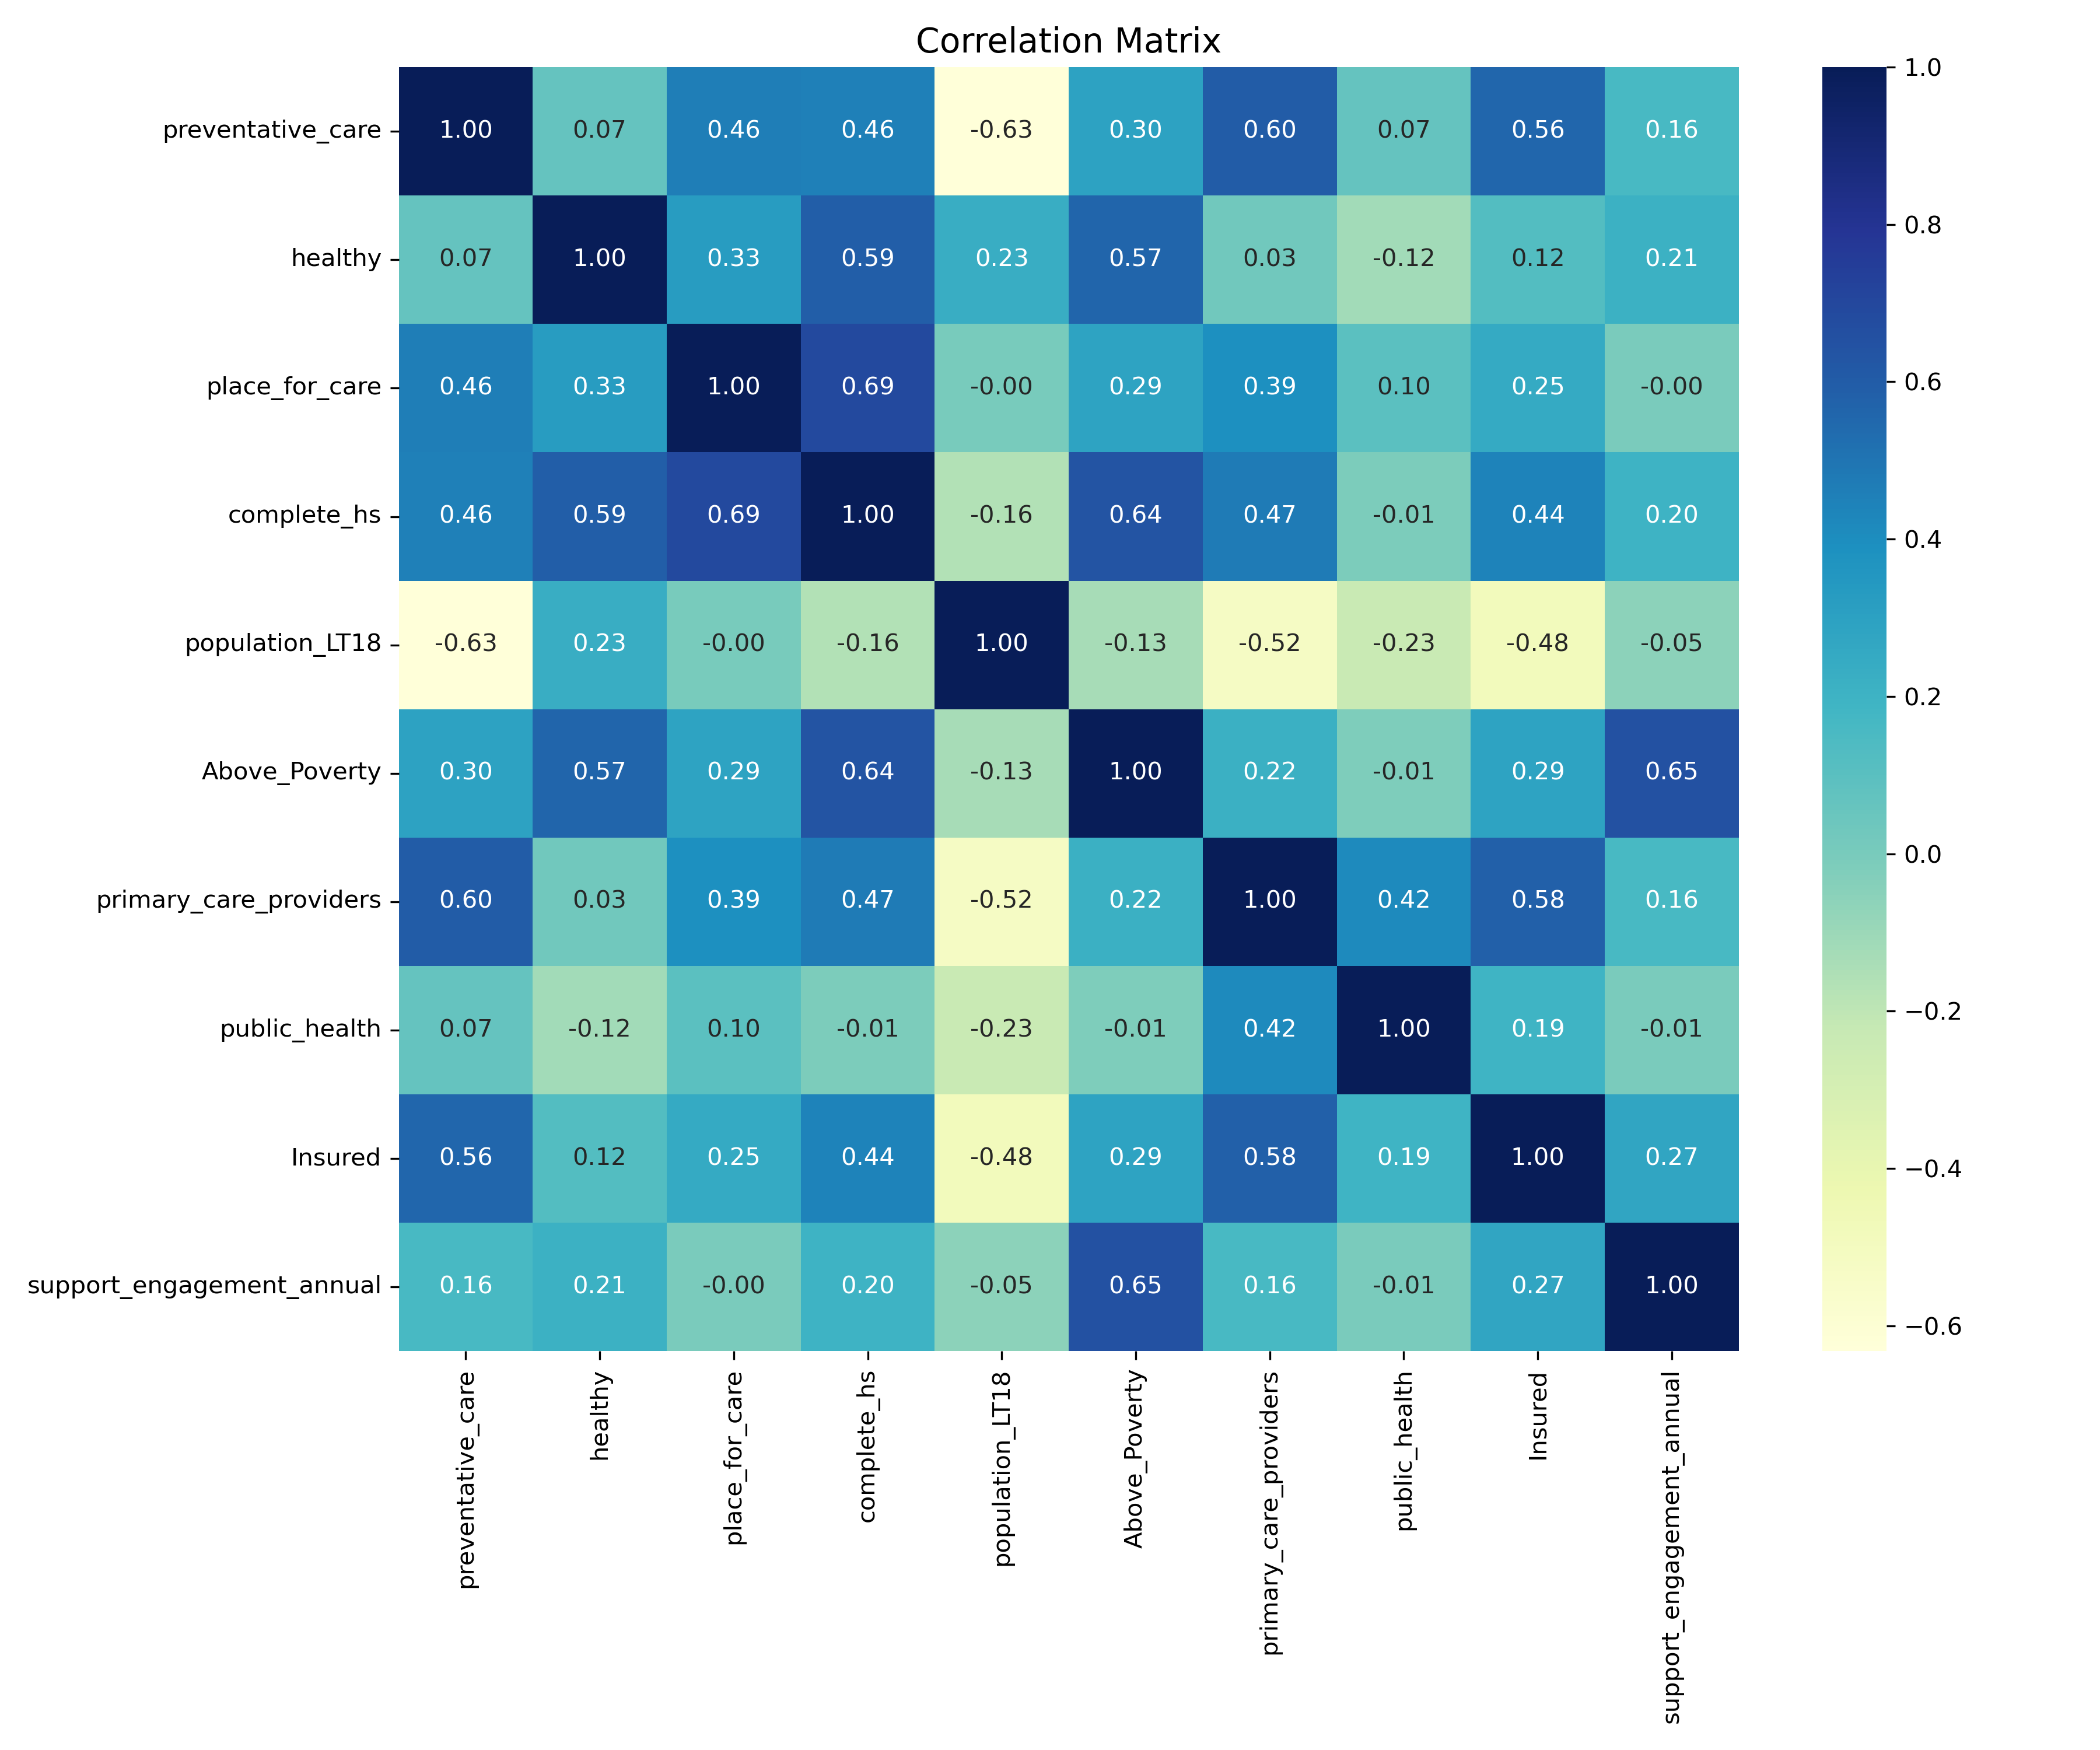 Correlation Matrix
preventative_care 1.00 0.07 0.46 0.46 -0.63 0.30 0.60 0.07 0.56 0.16
healthy 0.07 1.00 0.33 0.59 0.23 0.57 0.03 -0.12 0.12 0.21
place_for_care 0.46 0.33 1.00 0.69 -0.00 0.29 0.39 0.10 0.25 -0.00
complete_hs 0.46 0.59 0.69 1.00 -0.16 0.64 0.47 -0.01 0.44 0.20
population_LT18 -0.63 0.23 -0.00 -0.16 1.00 -0.13 -0.52 -0.23 -0.48 -0.05
Above_Poverty 0.30 0.57 0.29 0.64 -0.13 1.00 0.22 -0.01 0.29 0.65
primary_care_providers 0.60 0.03 0.39 0.47 -0.52 0.22 1.00 0.42 0.58 0.16
public_health 0.07 -0.12 0.10 -0.01 -0.23 -0.01 0.42 1.00 0.19 -0.01
Insured 0.56 0.12 0.25 0.44 -0.48 0.29 0.58 0.19 1.00 0.27
support_engagement_annual 0.16 0.21 -0.00 0.20 -0.05 0.65 0.16 -0.01 0.27 1.00
preventative_care
healthy
place_for_care
complete_hs
population_LT18
Above_Poverty
primary_care_providers
public_health
Insured
support_engagement_annual
1.0
0.8
0.6
0.4
0.2
0.0
−0.2
−0.4
−0.6